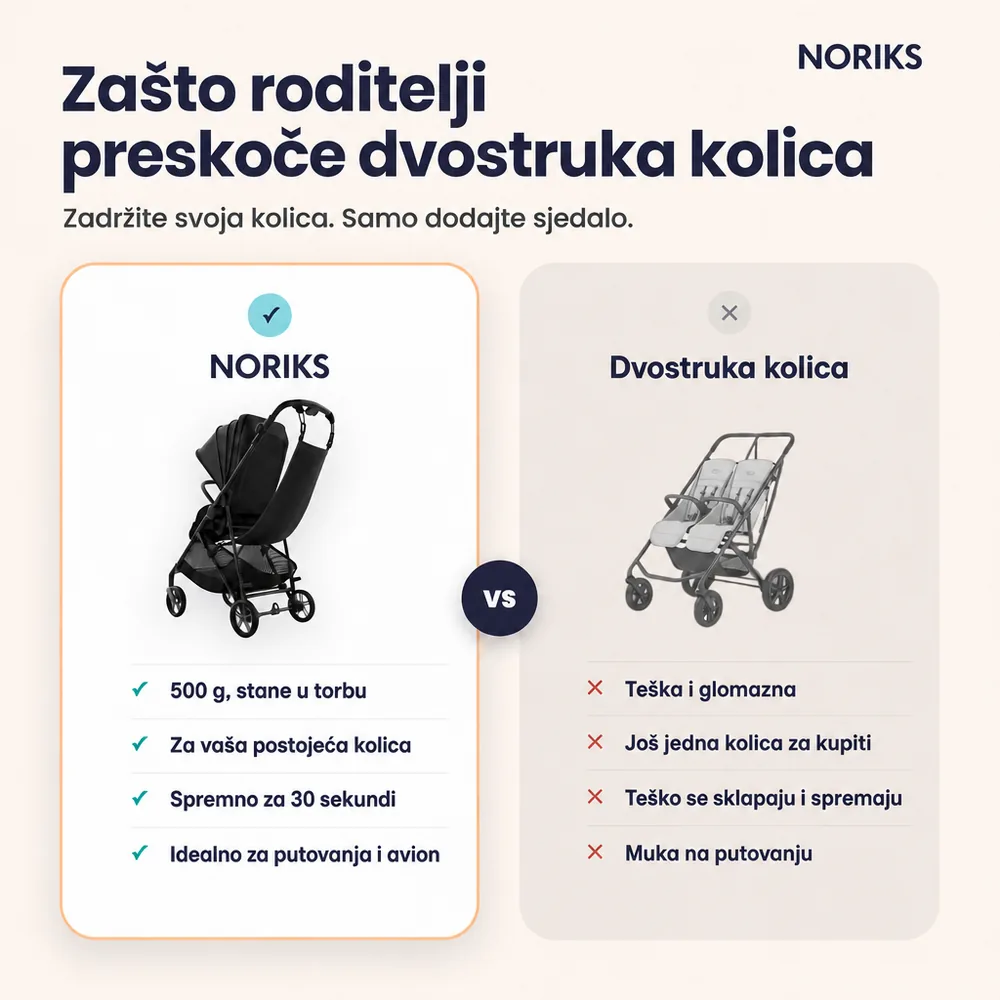 NORIKS
Zašto roditelji
preskoče dvostruka kolica
Zadržite svoja kolica. Samo dodajte sjedalo.
NORIKS
500 g, stane u torbu
Za vaša postojeća kolica
Spremno za 30 sekundi
Idealno za putovanja i avion
vs
Dvostruka kolica
Teška i glomazna
Još jedna kolica za kupiti
Teško se sklapaju i spremaju
Muka na putovanju